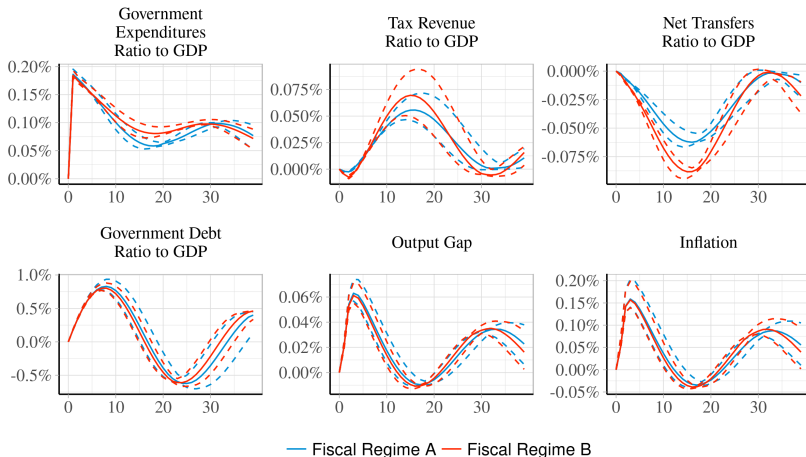 Government
Expenditures
Ratio to GDP
0.20%
0.15%
0.10%
0.05%
0.00%
0 10 20 30
Tax Revenue
Ratio to GDP
0.075%
0.050%
0.025%
0.000%
0 10 20 30
Net Transfers
Ratio to GDP
0.000%
-0.025%
-0.050%
-0.075%
0 10 20 30
Government Debt
Ratio to GDP
1.0%
0.5%
0.0%
-0.5%
0 10 20 30
Output Gap
0.06%
0.04%
0.02%
0.00%
0 10 20 30
Inflation
0.20%
0.15%
0.10%
0.05%
0.00%
-0.05%
0 10 20 30
Fiscal Regime A Fiscal Regime B